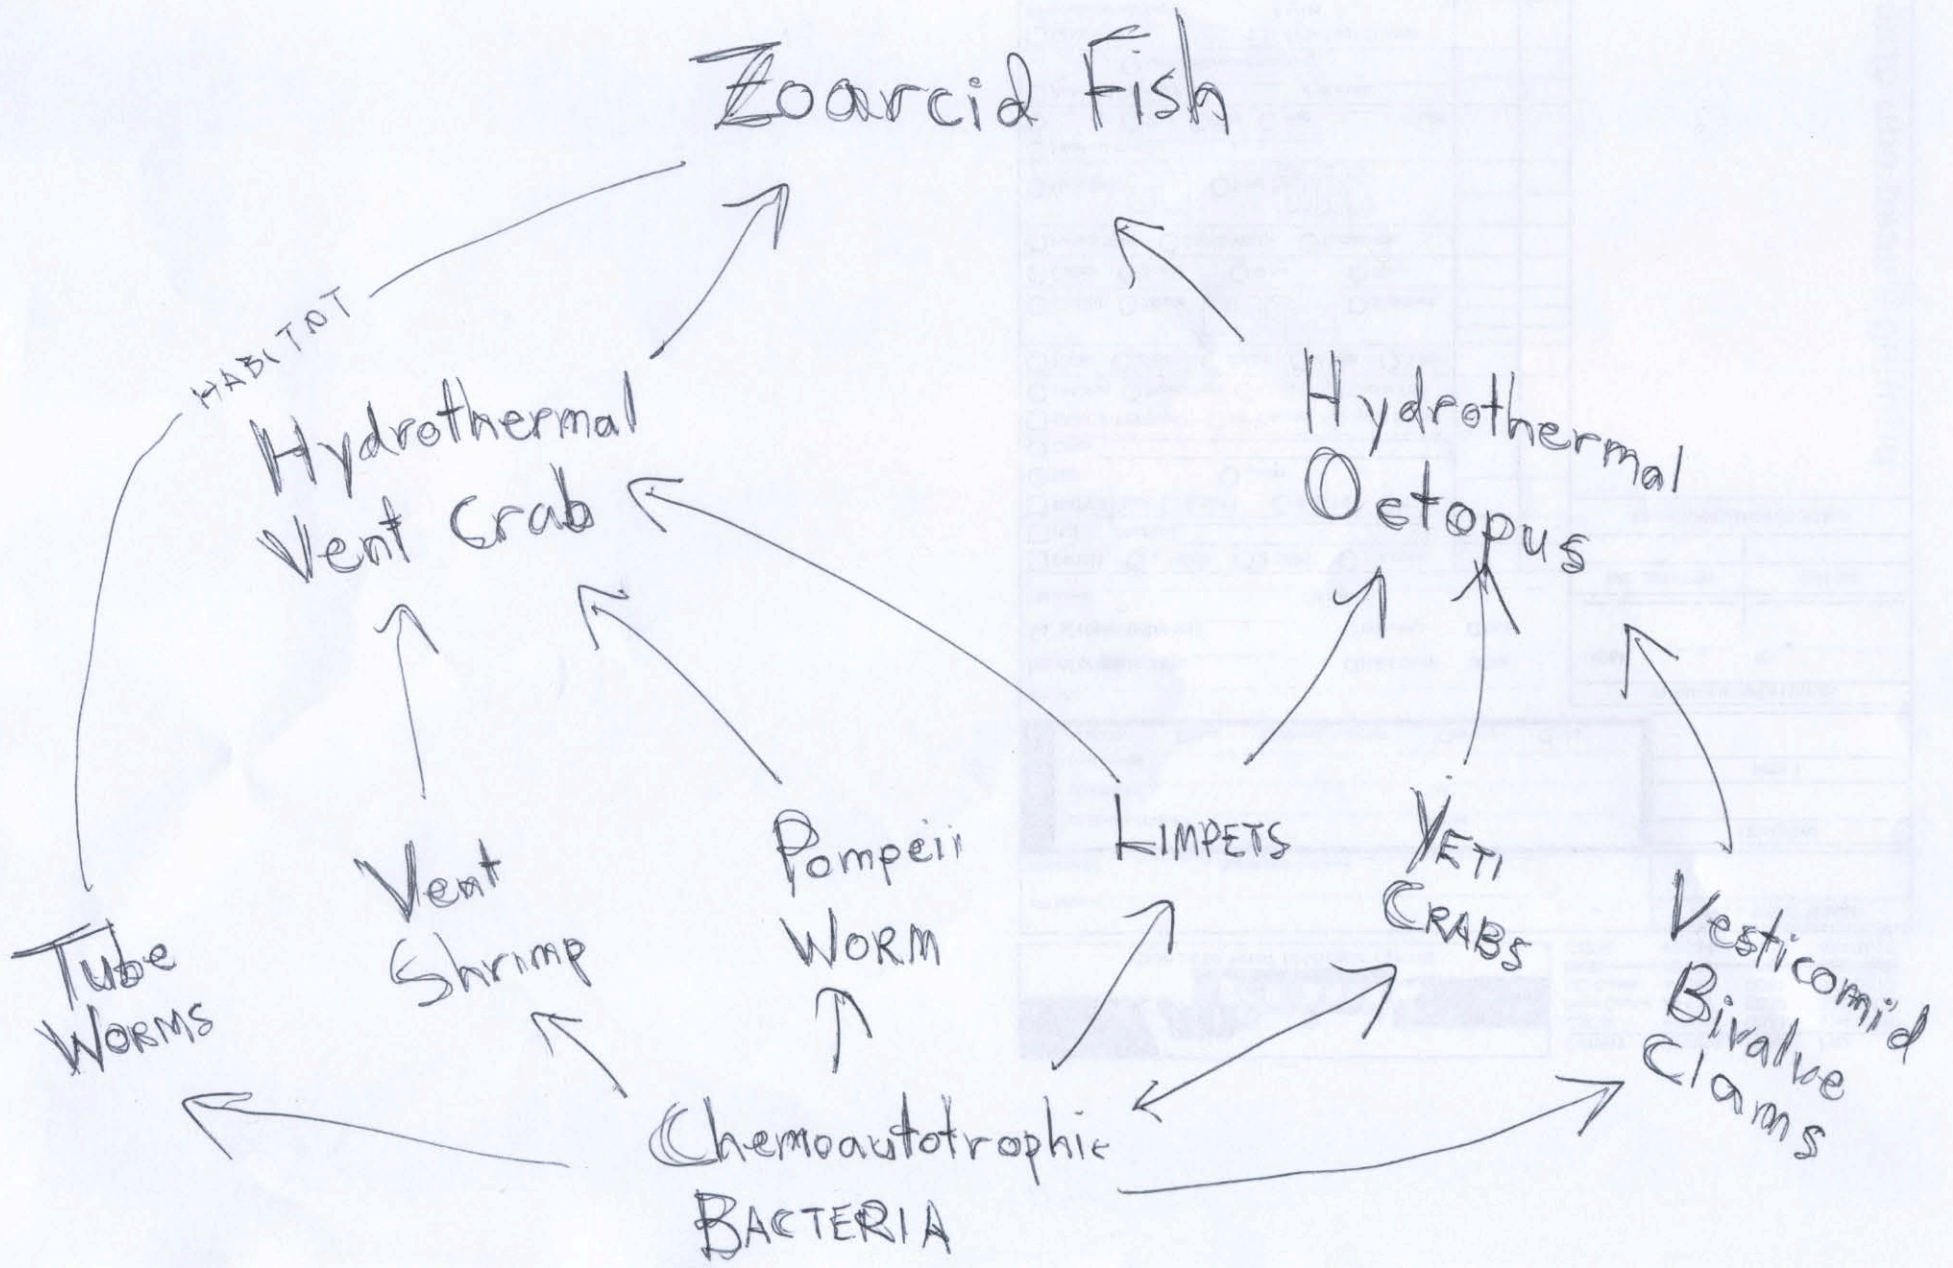 Zoarcid Fish
HABITAT
Hydrothermal
Vent Crab
Hydrothermal
Octopus
Tube
WORMS
Vent
Shrimp
Pompeii
WORM
LIMPETS
YETI
CRABS
Vesticomid
Bivalve
Clams
Chemoautotrophic
BACTERIA